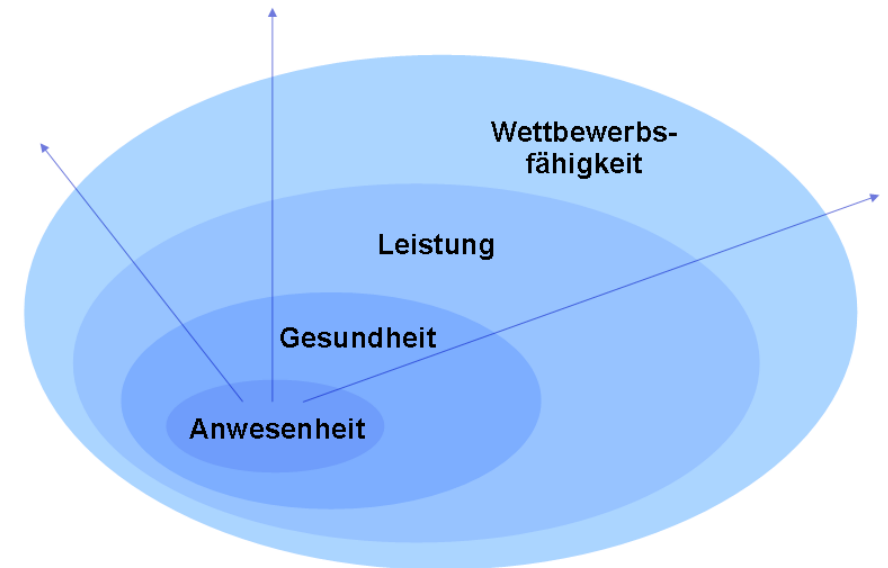 Wettbewerbs-
fähigkeit
Leistung
Gesundheit
Anwesenheit